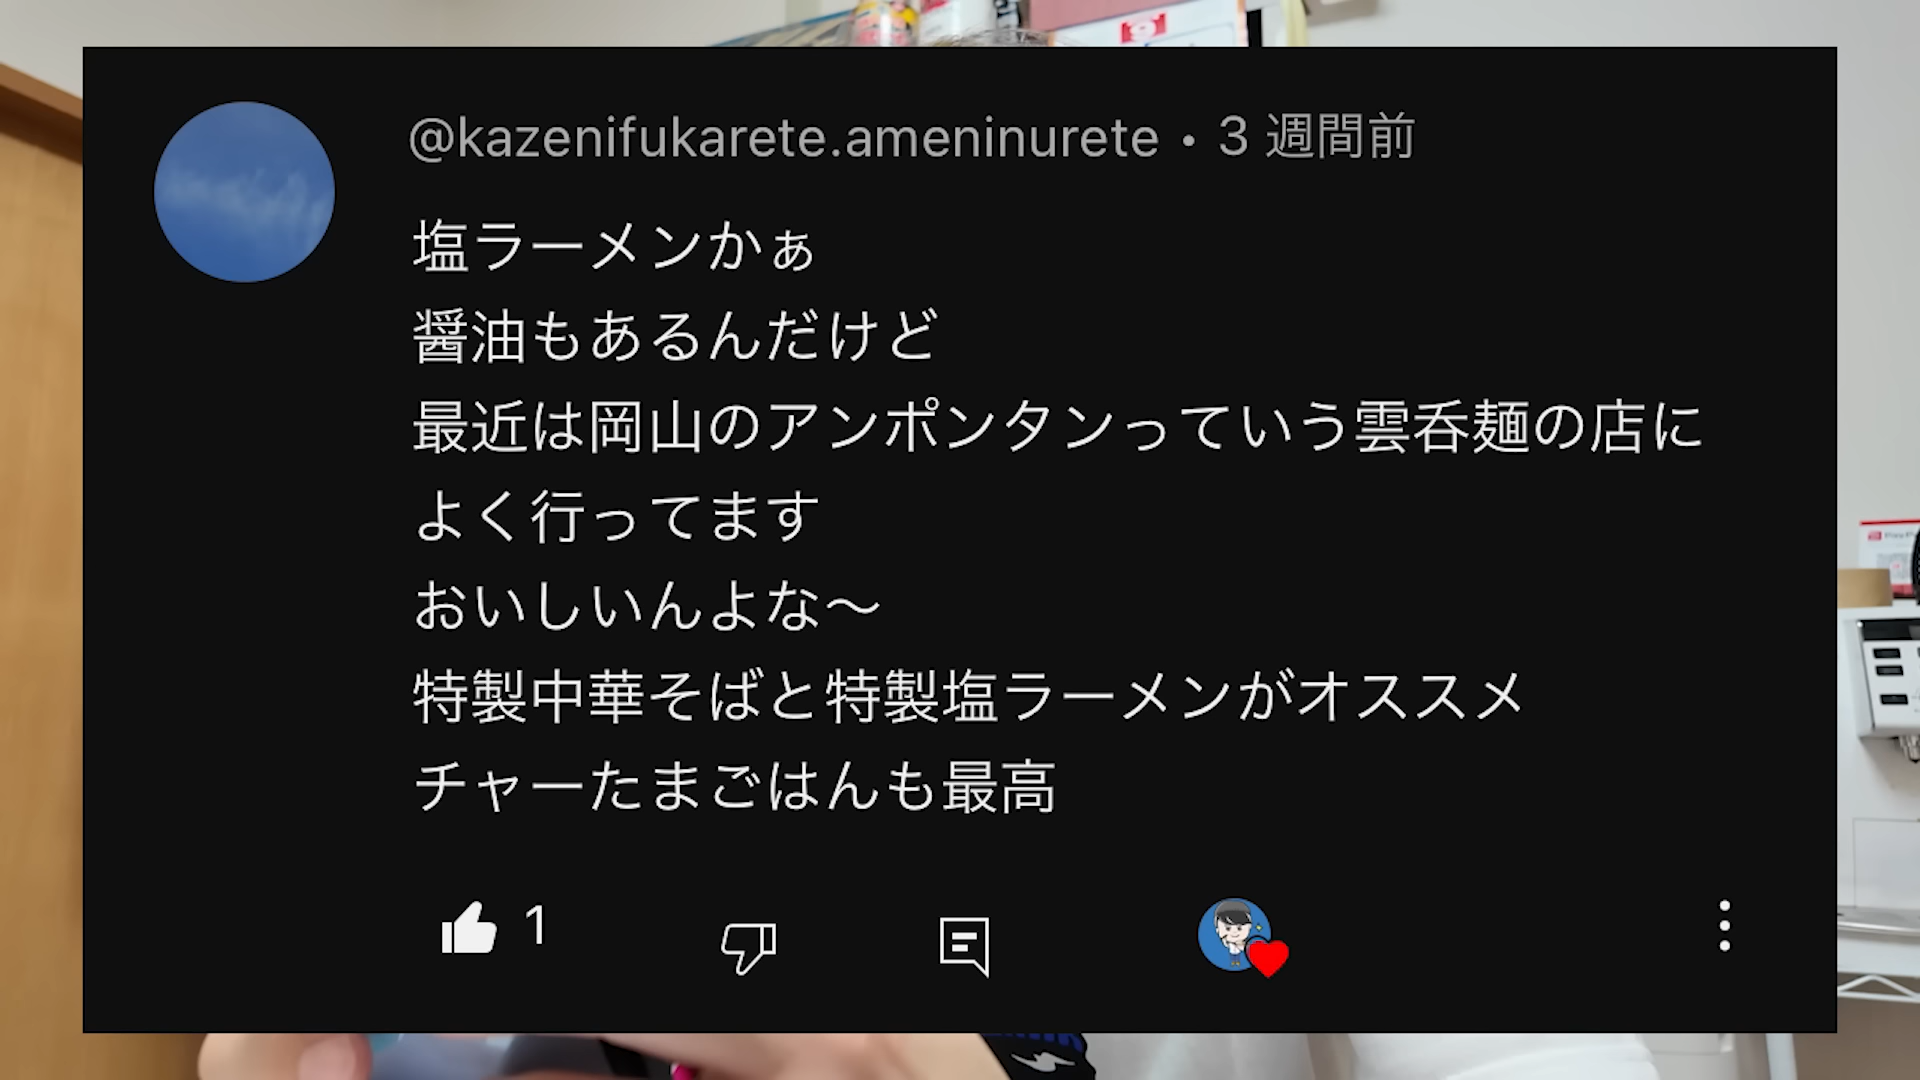 @kazenifukarete.ameninurete • 3 週間前
塩ラーメンかぁ
醤油もあるんだけど
最近は岡山のアンポンタンっていう雲呑麺の店に
よく行ってます
おいしいんよな〜
特製中華そばと特製塩ラーメンがオススメ
チャーたまごはんも最高
1